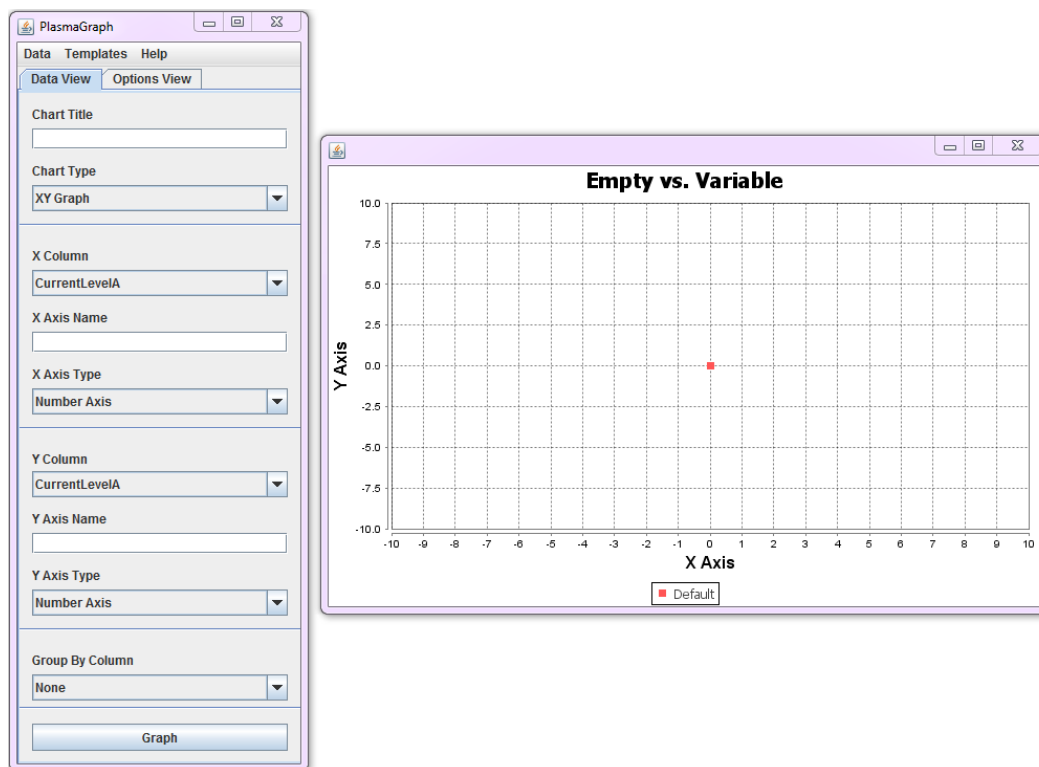 PlasmaGraph
Data Templates Help
Data View Options View
Chart Title
Chart Type
XY Graph
X Column
CurrentLevelA
X Axis Name
X Axis Type
Number Axis
Y Column
CurrentLevelA
Y Axis Name
Y Axis Type
Number Axis
Group By Column
None
Graph
Empty vs. Variable
Y Axis
10.0
7.5
5.0
2.5
0.0
-2.5
-5.0
-7.5
-10.0
-10 -9 -8 -7 -6 -5 -4 -3 -2 -1 0 1 2 3 4 5 6 7 8 9 10
X Axis
Default